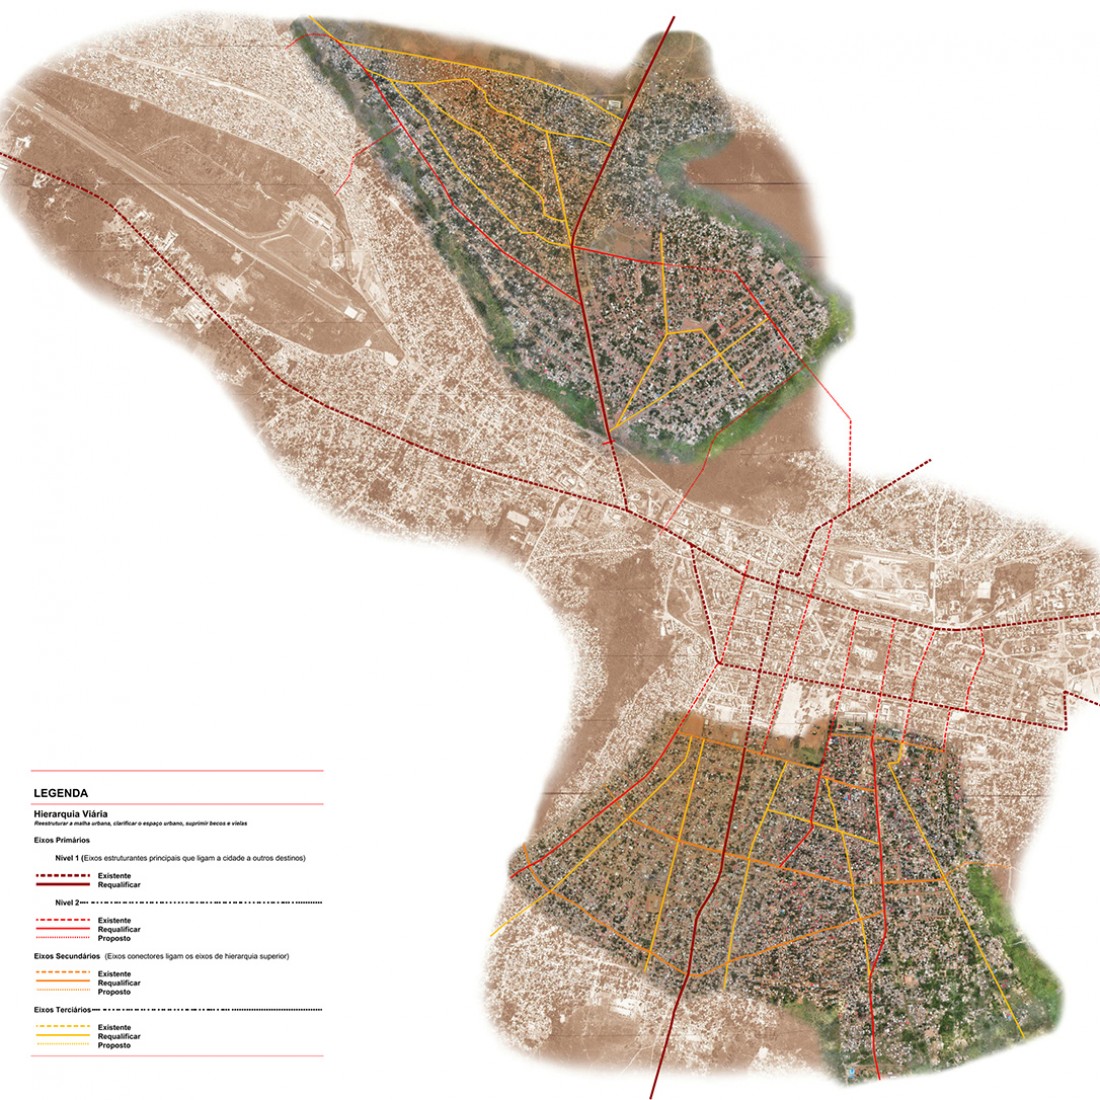 LEGENDA
Hierarquia Viária
Reestruturar a malha urbana, clarificar o espaço urbano, suprimir becos e vielas
Eixos Primários
Nível 1 (Eixos estruturantes principais que ligam a cidade a outros destinos)
Existente
Requalificar
Nível 2
Existente
Requalificar
Proposto
Eixos Secundários (Eixos conectores ligam os eixos de hierarquia superior)
Existente
Requalificar
Proposto
Eixos Terciários
Existente
Requalificar
Proposto